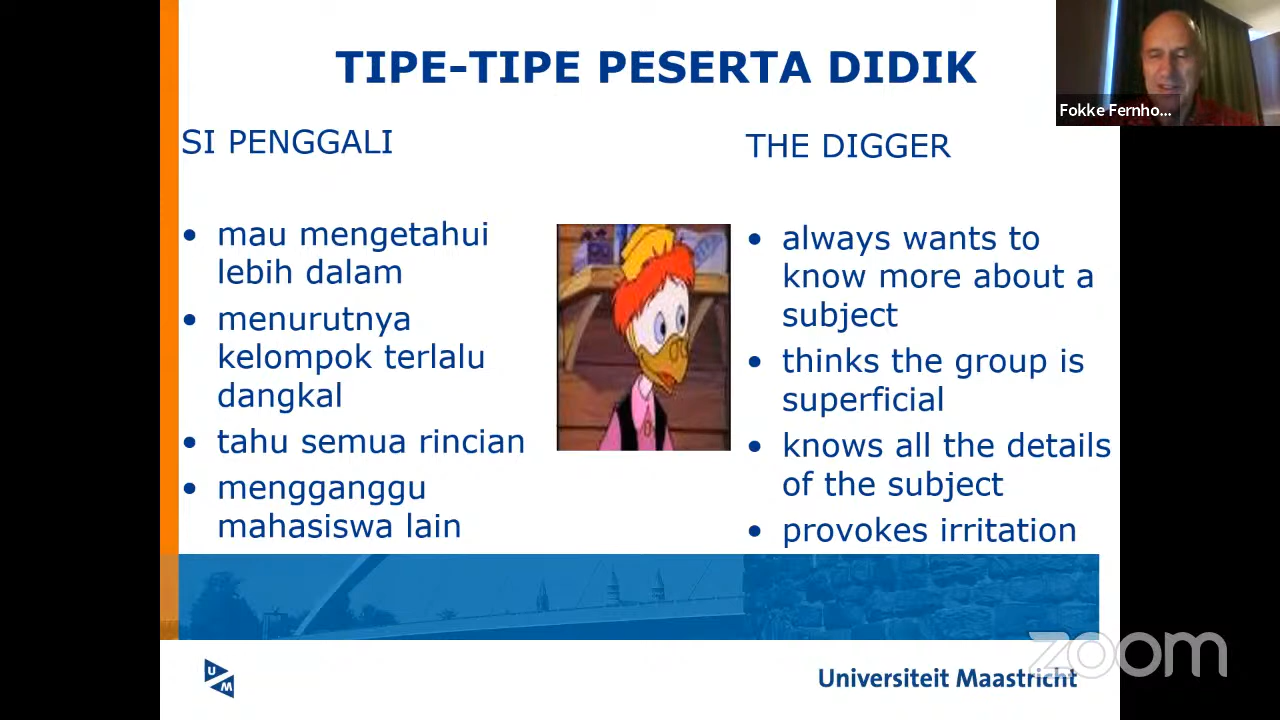 TIPE-TIPE PESERTA DIDIK
Fokke Fernho...
SI PENGGALI
• mau mengetahui
lebih dalam
• menurutnya
kelompok terlalu
dangkal
• tahu semua rincian
• mengganggu
mahasiswa lain
THE DIGGER
• always wants to
know more about a
subject
• thinks the group is
superficial
• knows all the details
of the subject
• provokes irritation
U
M
Universiteit Maastricht
zoom